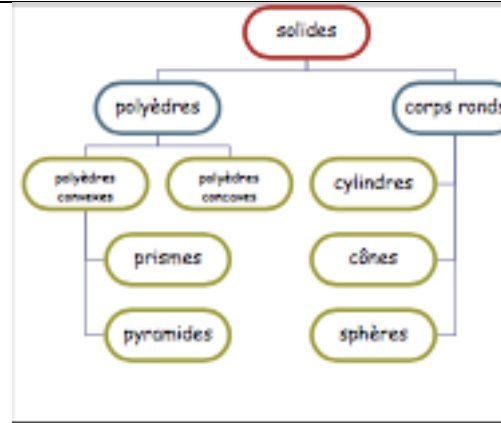 solides
polyèdres
corps ronds
polyèdres
convexes
polyèdres
concaves
cylindres
prismes
cônes
pyramides
sphères